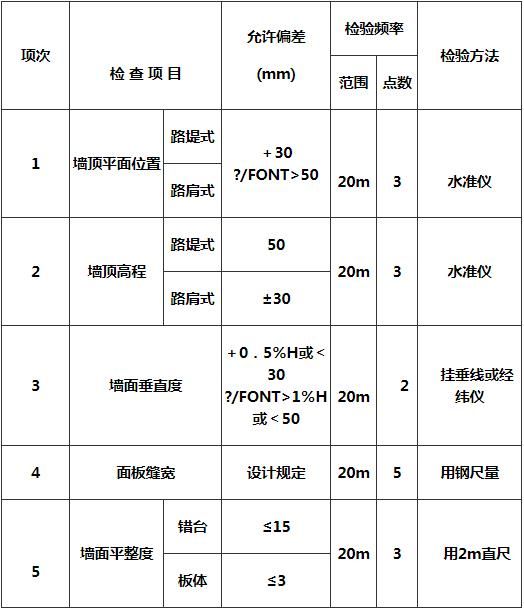 项次
检 查 项 目
允许偏差
(mm)
检验频率
检验方法
范围
点数
1
墙顶平面位置
路堤式
路肩式
＋30
?/FONT>50
20m
3
水准仪
2
墙顶高程
路堤式
50
路肩式
±30
20m
3
水准仪
3
墙面垂直度
＋0．5%H或＜
30
?/FONT>1%H
或＜50
20m
2
挂垂线或经
纬仪
4
面板缝宽
设计规定
20m
5
用钢尺量
5
墙面平整度
错台
≤15
板体
≤3
20m
3
用2m直尺